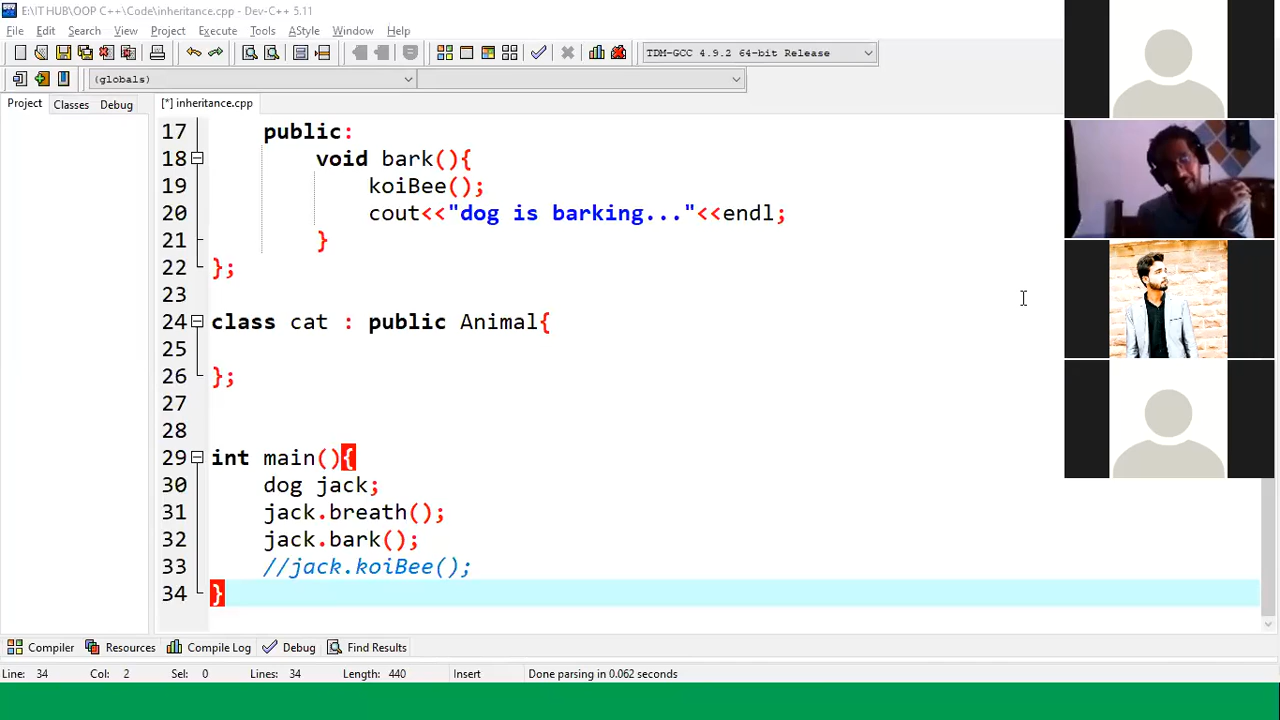 E:\IT HUB\OOP C++\Code\inheritance.cpp - Dev-C++ 5.11
File Edit Search View Project Execute Tools AStyle Window Help
TDM-GCC 4.9.2 64-bit Release
(globals)
Project Classes Debug [*] inheritance.cpp
17 public:
18 void bark(){
19 koiBee();
20 cout<<"dog is barking..."<<endl;
21 }
22 };
23
24 class cat : public Animal{
25
26 };
27
28
29 int main(){
30 dog jack;
31 jack.breath();
32 jack.bark();
33 //jack.koiBee();
34 }
Compiler Resources Compile Log Debug Find Results
Line: 34 Col: 2 Sel: 0 Lines: 34 Length: 440 Insert Done parsing in 0.062 seconds